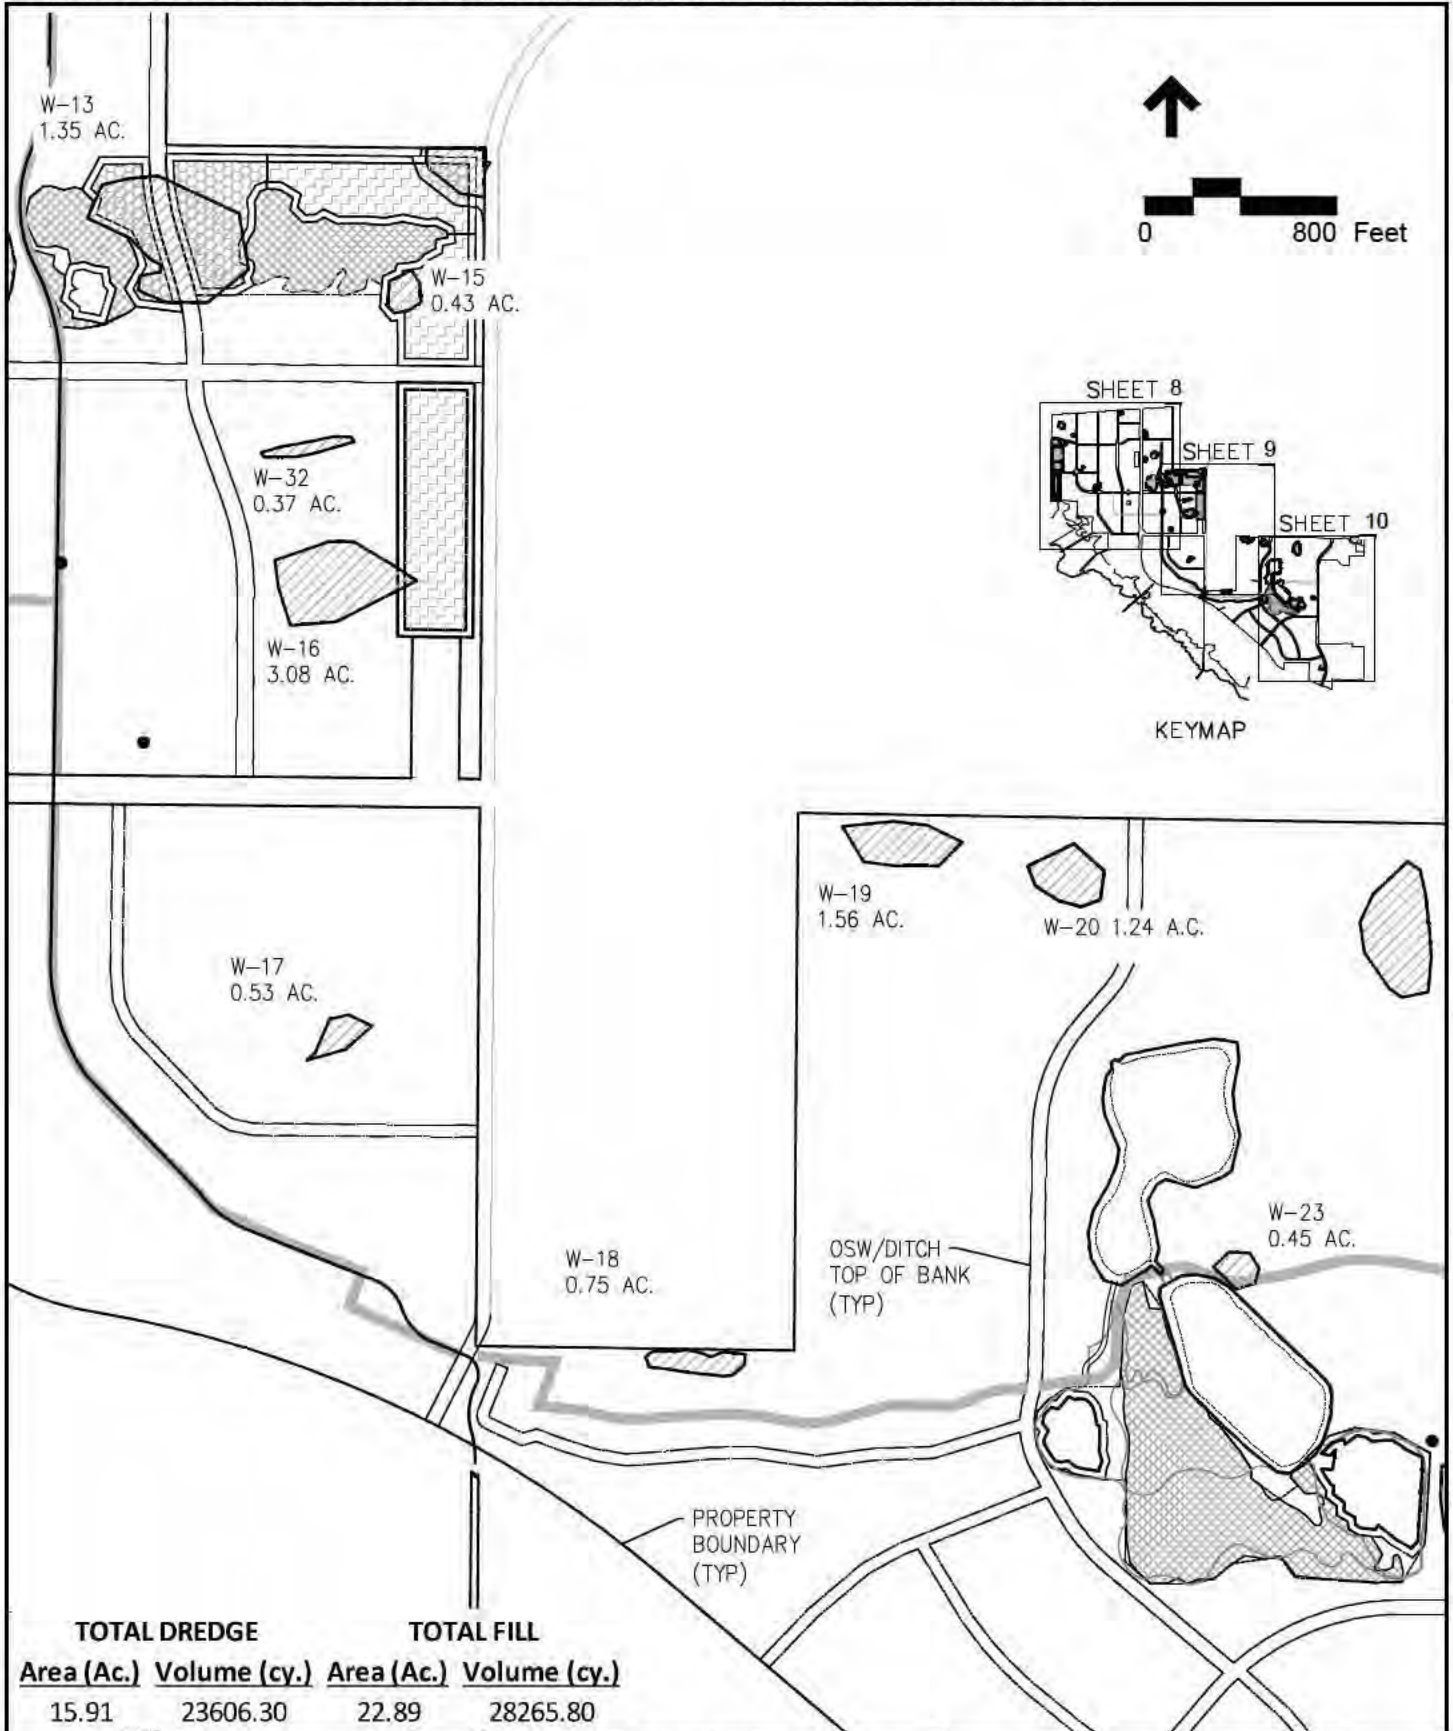 W-13
1.35 AC.
0 800 Feet
W-15
0.43 AC.
SHEET 8
SHEET 9
SHEET 10
KEYMAP
W-32
0.37 AC.
W-16
3.08 AC.
W-19
1.56 AC.
W-20 1.24 A.C.
W-17
0.53 AC.
W-23
0.45 AC.
W-18
0.75 AC.
OSW/DITCH
TOP OF BANK
(TYP)
PROPERTY
BOUNDARY
(TYP)
TOTAL DREDGE TOTAL FILL
Area (Ac.) Volume (cy.) Area (Ac.) Volume (cy.)
15.91 23606.30 22.89 28265.80